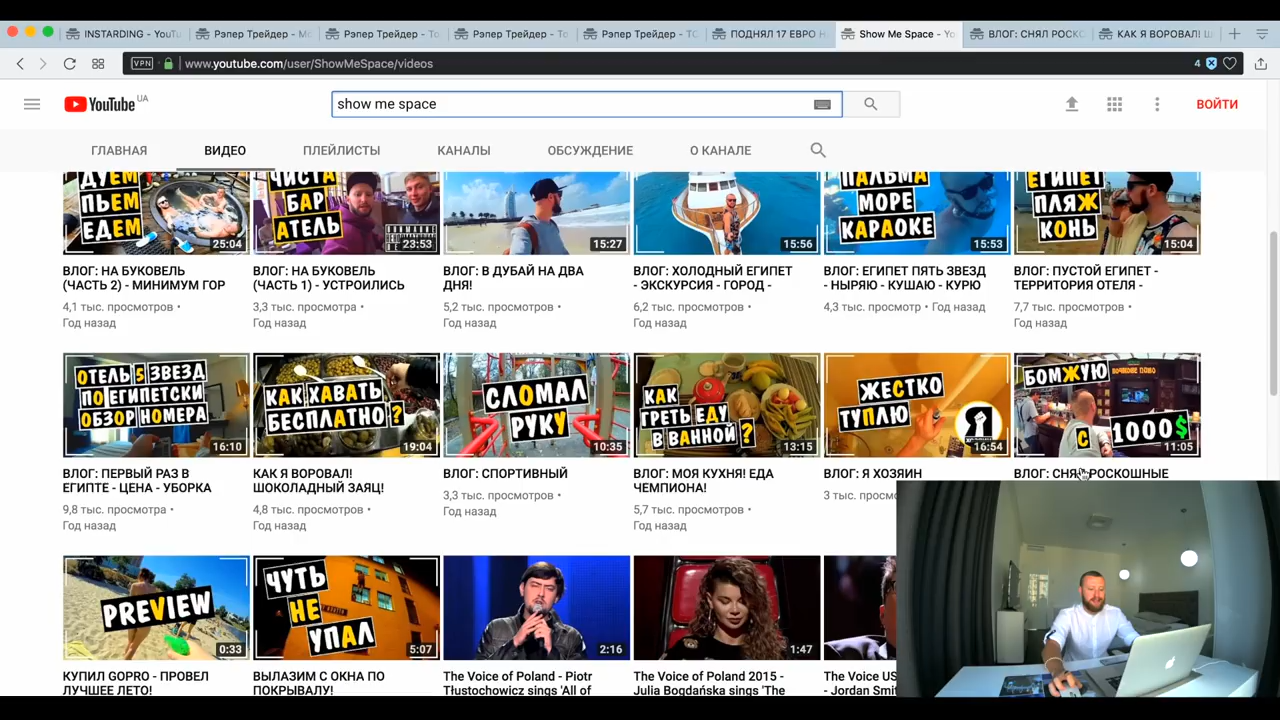 INSTARDING - YouTu
Рэпер Трейдер - М
Рэпер Трейдер - То
Рэпер Трейдер - То
Рэпер Трейдер - ТО
ПОДНЯЛ 17 ЕВРО Н
Show Me Space - Yo
ВЛОГ: СНЯЛ РОСКО
КАК Я ВОРОВАЛ! Ш
VPN
www.youtube.com/user/ShowMeSpace/videos
4
YouTube UA
show me space
ВОЙТИ
ГЛАВНАЯ
ВИДЕО
ПЛЕЙЛИСТЫ
КАНАЛЫ
ОБСУЖДЕНИЕ
О КАНАЛЕ
ДУЕМ
ПЬЕМ
ЕДЕМ
25:04
ЧИСТА
БАР
АТЕЛЬ
ВНИМАНИЕ
23:53
15:27
15:56
ПАЛЬМА
МОРЕ
КАРАОКЕ
15:53
ЕГИПЕТ
ПЛЯЖ
КОНЬ
15:04
ВЛОГ: НА БУКОВЕЛЬ
(ЧАСТЬ 2) - МИНИМУМ ГОР
4,1 тыс. просмотров •
Год назад
ВЛОГ: НА БУКОВЕЛЬ
(ЧАСТЬ 1) - УСТРОИЛИСЬ
3,3 тыс. просмотра •
Год назад
ВЛОГ: В ДУБАЙ НА ДВА
ДНЯ!
5,2 тыс. просмотров •
Год назад
ВЛОГ: ХОЛОДНЫЙ ЕГИПЕТ
- ЭКСКУРСИЯ - ГОРОД -
6,2 тыс. просмотров •
Год назад
ВЛОГ: ЕГИПЕТ ПЯТЬ ЗВЕЗД
- НЫРЯЮ - КУШАЮ - КУРЮ
4,3 тыс. просмотр • Год назад
ВЛОГ: ПУСТОЙ ЕГИПЕТ -
ТЕРРИТОРИЯ ОТЕЛЯ -
7,7 тыс. просмотров •
Год назад
ОТЕЛЬ 5 ЗВЕЗД
ПО ЕГИПЕТСКИ
ОБЗОР НОМЕРА
16:10
КАК ХАВАТЬ
БЕСПЛАТНО?
19:04
СЛОМАЛ
РУКУ
10:35
КАК
ГРЕТЬ ЕДУ
В ВАННОЙ?
13:15
ЖЕСТКО
ТУПЛЮ
16:54
БОМЖУЮ
С 1000$
11:05
ВЛОГ: ПЕРВЫЙ РАЗ В
ЕГИПТЕ - ЦЕНА - УБОРКА
9,8 тыс. просмотра •
Год назад
КАК Я ВОРОВАЛ!
ШОКОЛАДНЫЙ ЗАЯЦ!
4,8 тыс. просмотров •
Год назад
ВЛОГ: СПОРТИВНЫЙ
3,3 тыс. просмотров •
Год назад
ВЛОГ: МОЯ КУХНЯ! ЕДА
ЧЕМПИОНА!
5,7 тыс. просмотров •
Год назад
ВЛОГ: Я ХОЗЯИН
3 тыс. просмо
ВЛОГ: СНЯЛ РОСКОШНЫЕ
PREVIEW
0:33
ЧУТЬ
НЕ
УПАЛ
5:07
2:16
1:47
КУПИЛ GOPRO - ПРОВЕЛ
ЛУЧШЕЕ ЛЕТО!
ВЫЛАЗИМ С ОКНА ПО
ПОКРЫВАЛУ!
The Voice of Poland - Piotr
Tłustochowicz sings 'All of
The Voice of Poland 2015 -
Julia Bogdańska sings 'The
The Voice US
- Jordan Smi